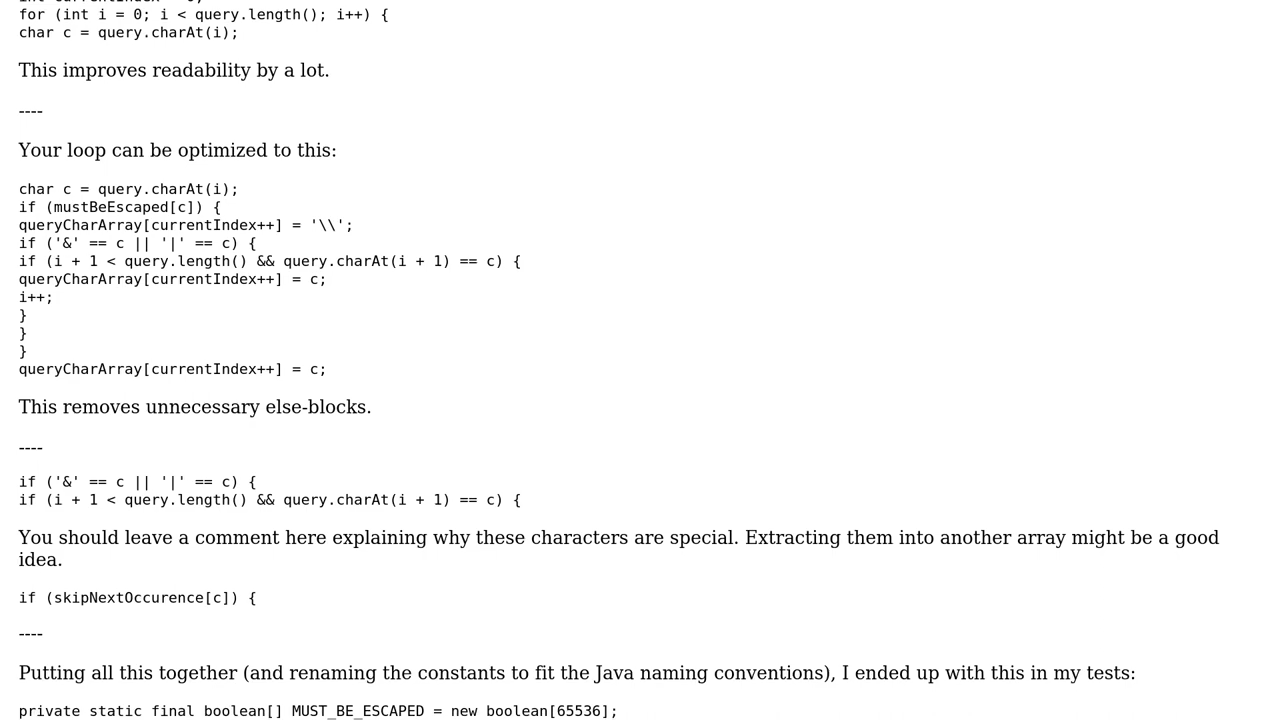 for (int i = 0; i < query.length(); i++) {
char c = query.charAt(i);
This improves readability by a lot.
----
Your loop can be optimized to this:
char c = query.charAt(i);
if (mustBeEscaped[c]) {
queryCharArray[currentIndex++] = '\\';
if ('&' == c || '|' == c) {
if (i + 1 < query.length() && query.charAt(i + 1) == c) {
queryCharArray[currentIndex++] = c;
i++;
}
}
}
queryCharArray[currentIndex++] = c;
This removes unnecessary else-blocks.
----
if ('&' == c || '|' == c) {
if (i + 1 < query.length() && query.charAt(i + 1) == c) {
You should leave a comment here explaining why these characters are special. Extracting them into another array might be a good
idea.
if (skipNextOccurence[c]) {
----
Putting all this together (and renaming the constants to fit the Java naming conventions), I ended up with this in my tests:
private static final boolean[] MUST_BE_ESCAPED = new boolean[65536];